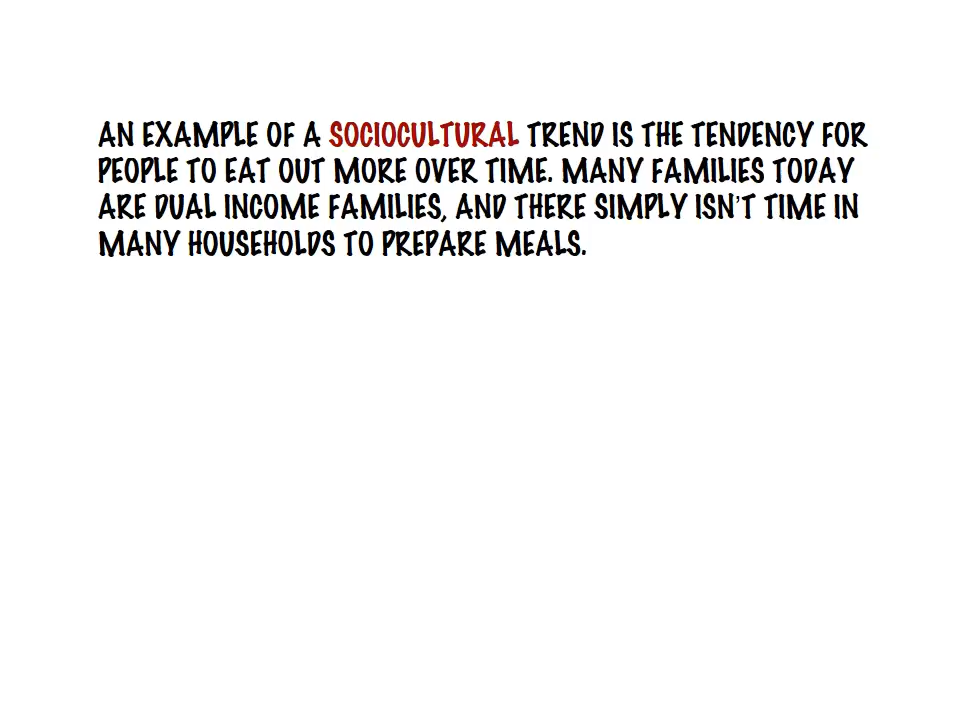 AN EXAMPLE OF A SOCIOCULTURAL TREND IS THE TENDENCY FOR
PEOPLE TO EAT OUT MORE OVER TIME. MANY FAMILIES TODAY
ARE DUAL INCOME FAMILIES, AND THERE SIMPLY ISN'T TIME IN
MANY HOUSEHOLDS TO PREPARE MEALS.